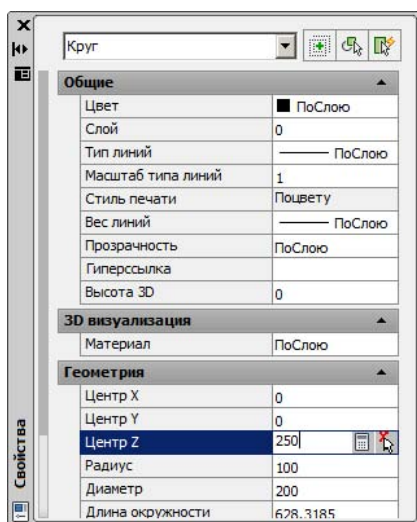 Круг
Общие
Цвет ПоСлою
Слой 0
Тип линий ПоСлою
Масштаб типа линий 1
Стиль печати Поцвету
Вес линий ПоСлою
Прозрачность ПоСлою
Гиперссылка
Высота 3D 0
3D визуализация
Материал ПоСлою
Геометрия
Центр X 0
Центр Y 0
Центр Z 250
Радиус 100
Диаметр 200
Длина окружности 628.3185
Свойства